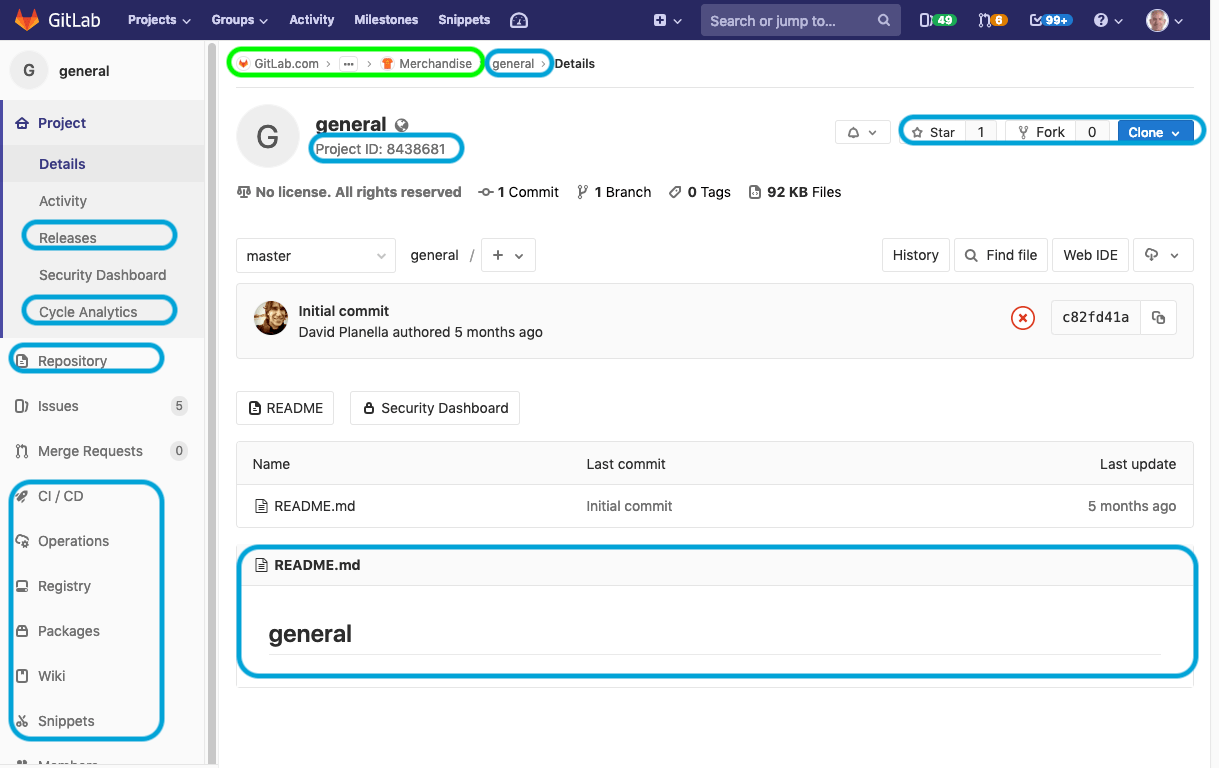 GitLab Projects Groups Activity Milestones Snippets Search or jump to... 49 6 99+
G general
Project
Details
Activity
Releases
Security Dashboard
Cycle Analytics
Repository
Issues 5
Merge Requests 0
CI / CD
Operations
Registry
Packages
Wiki
Snippets
Members
GitLab.com > ... > Merchandise > general > Details
G
general
Project ID: 8438681
Star 1 Fork 0 Clone
No license. All rights reserved 1 Commit 1 Branch 0 Tags 92 KB Files
master general / + History Find file Web IDE
Initial commit
David Planella authored 5 months ago
c82fd41a
README Security Dashboard
Name Last commit Last update
README.md Initial commit 5 months ago
README.md
general